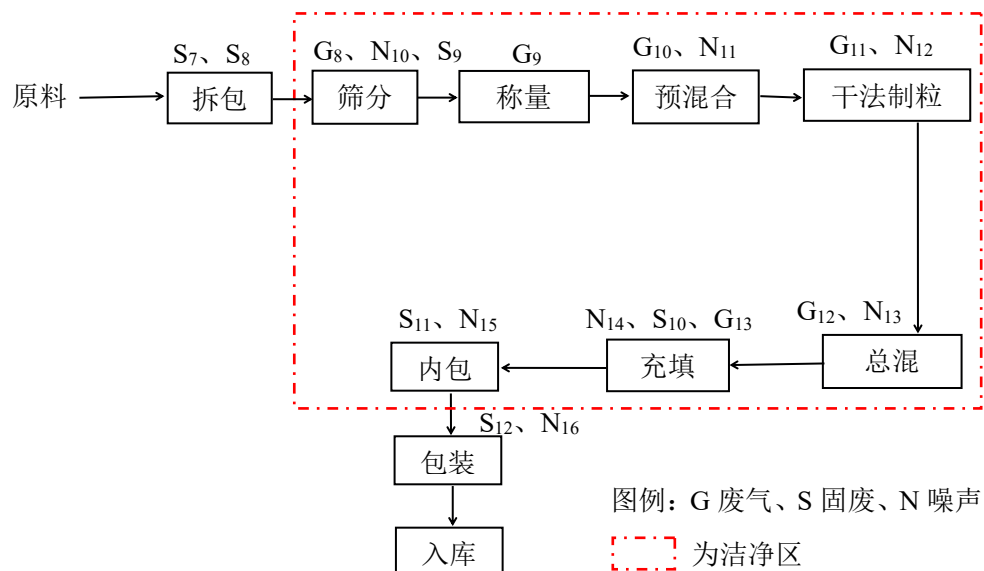 S₇、S₈
G₈、N₁₀、S₉
G₉
G₁₀、N₁₁
G₁₁、N₁₂
原料
拆包
筛分
称量
预混合
干法制粒
S₁₁、N₁₅
N₁₄、S₁₀、G₁₃
G₁₂、N₁₃
内包
充填
总混
S₁₂、N₁₆
包装
入库
图例：G 废气、S 固废、N 噪声
为洁净区